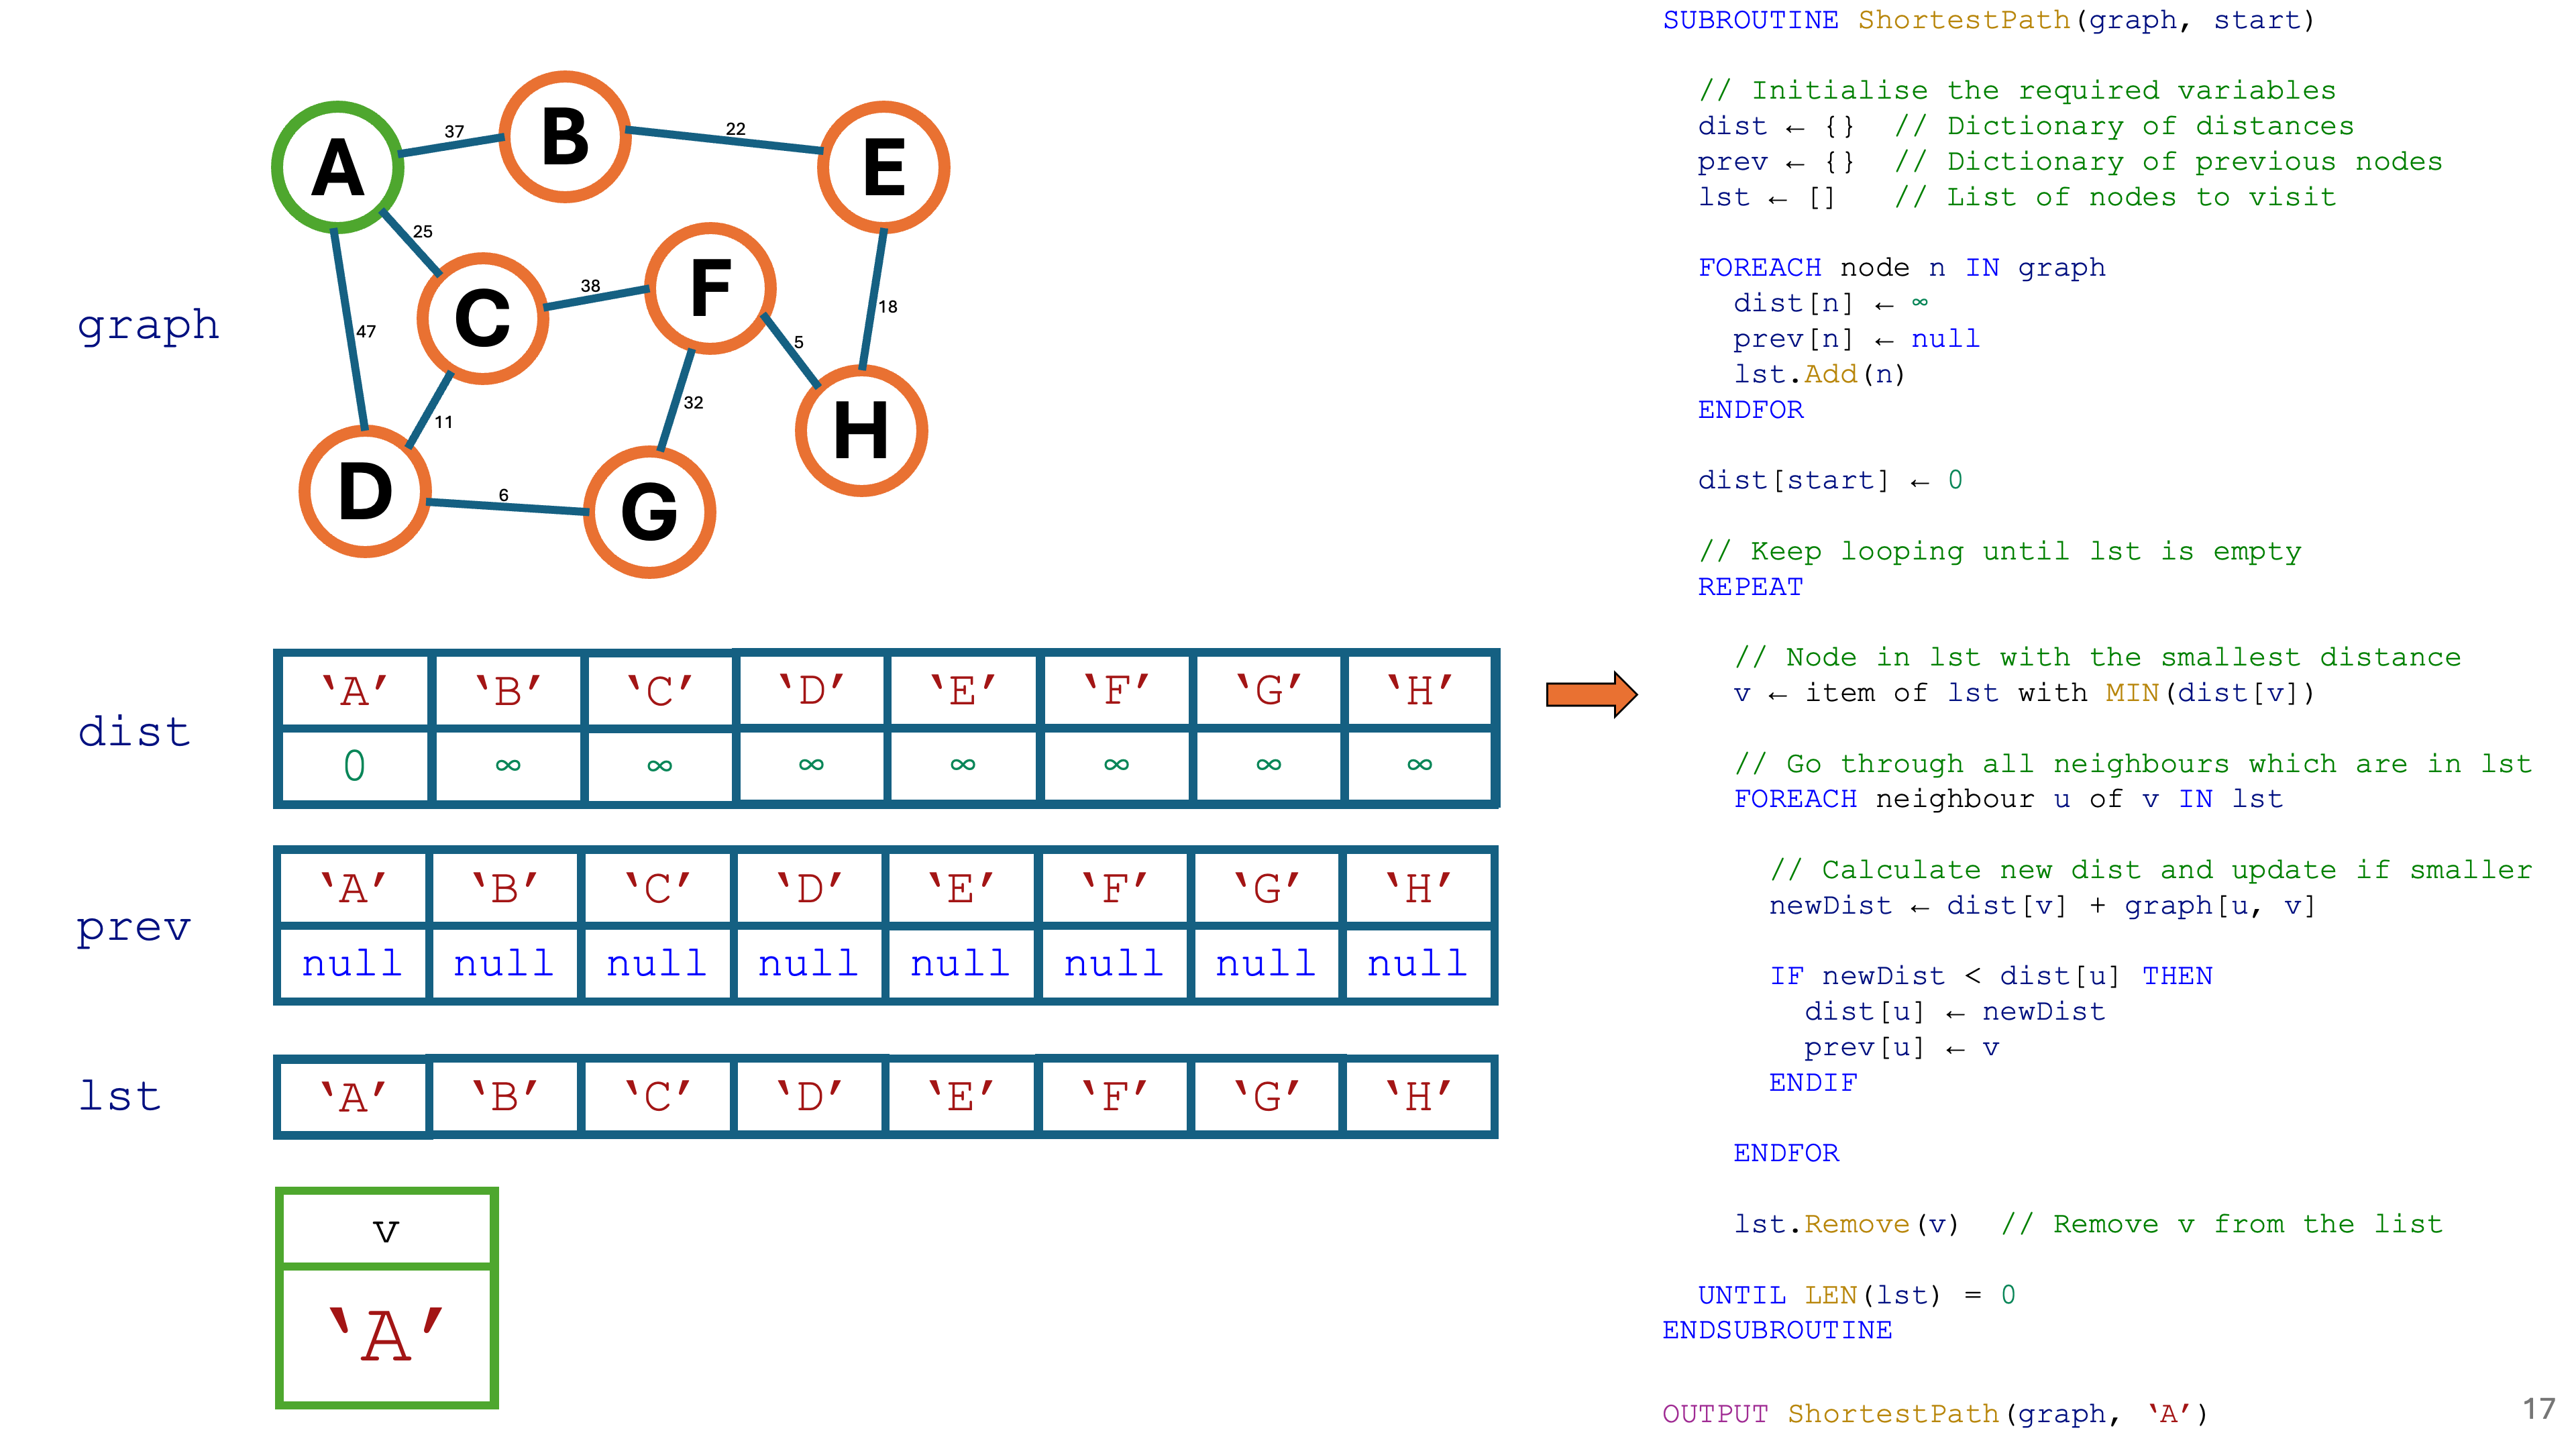 graph
A
B
E
C
F
H
D
G
37
22
25
38
18
47
5
11
32
6
dist
‘A’ ‘B’ ‘C’ ‘D’ ‘E’ ‘F’ ‘G’ ‘H’
0 ∞ ∞ ∞ ∞ ∞ ∞ ∞
prev
‘A’ ‘B’ ‘C’ ‘D’ ‘E’ ‘F’ ‘G’ ‘H’
null null null null null null null null
lst
‘A’ ‘B’ ‘C’ ‘D’ ‘E’ ‘F’ ‘G’ ‘H’
v
‘A’
SUBROUTINE ShortestPath(graph, start)
// Initialise the required variables
dist ← {} // Dictionary of distances
prev ← {} // Dictionary of previous nodes
lst ← [] // List of nodes to visit
FOREACH node n IN graph
dist[n] ← ∞
prev[n] ← null
lst.Add(n)
ENDFOR
dist[start] ← 0
// Keep looping until lst is empty
REPEAT
// Node in lst with the smallest distance
v ← item of lst with MIN(dist[v])
// Go through all neighbours which are in lst
FOREACH neighbour u of v IN lst
// Calculate new dist and update if smaller
newDist ← dist[v] + graph[u, v]
IF newDist < dist[u] THEN
dist[u] ← newDist
prev[u] ← v
ENDIF
ENDFOR
lst.Remove(v) // Remove v from the list
UNTIL LEN(lst) = 0
ENDSUBROUTINE
OUTPUT ShortestPath(graph, ‘A’)
17